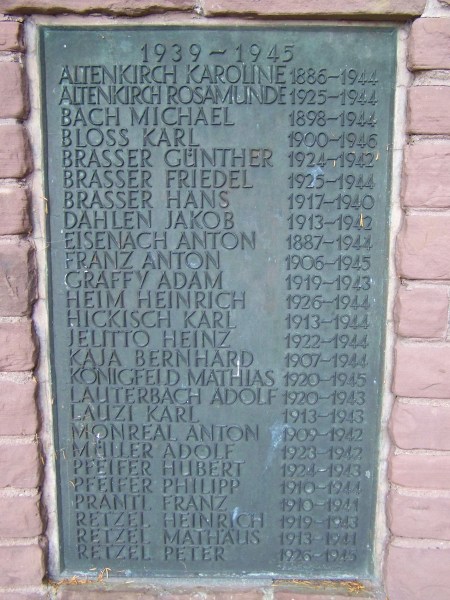 1939 ~ 1945
ALTENKIRCH KAROLINE 1886-1944
ALTENKIRCH ROSAMUNDE 1925-1944
BACH MICHAEL 1898-1944
BLOSS KARL 1900-1946
BRASSER GÜNTHER 1924-1942
BRASSER FRIEDEL 1925-1944
BRASSER HANS 1917-1940
DAHLEN JAKOB 1913-1942
EISENACH ANTON 1887-1944
FRANZ ANTON 1906-1945
GRAFFY ADAM 1919-1943
HEIM HEINRICH 1926-1944
HICKISCH KARL 1913-1944
JELITTO HEINZ 1922-1944
KAJA BERNHARD 1907-1944
KÖNIGFELD MATHIAS 1920-1945
LAUTERBACH ADOLF 1920-1943
LAUZI KARL 1913-1943
MONREAL ANTON 1909-1942
MÜLLER ADOLF 1923-1942
PFEIFER HUBERT 1924-1943
PFEIFER PHILIPP 1910-1944
PRANTL FRANZ 1910-1941
RETZEL HEINRICH 1919-1943
RETZEL MATHÄUS 1913-1941
RETZEL PETER 1926-1945